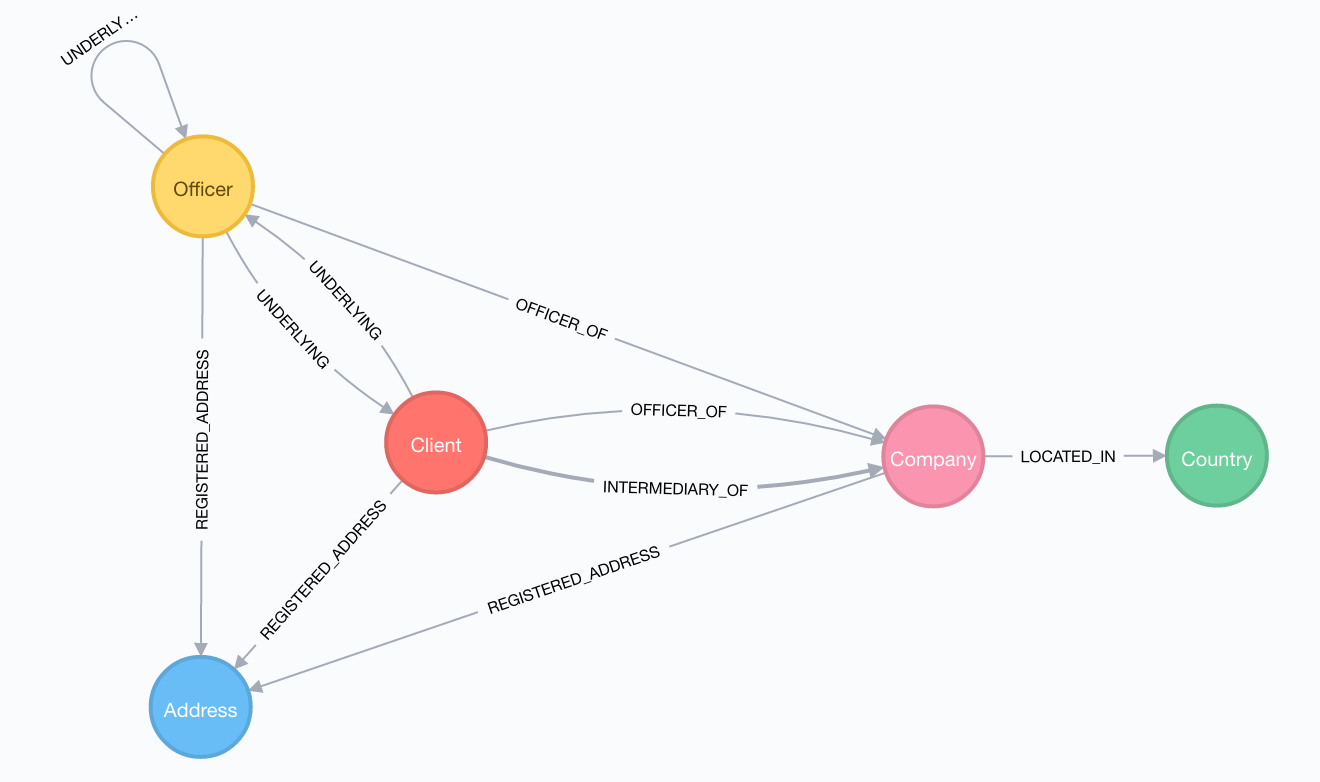 UNDERLY...
Officer
UNDERLYING
UNDERLYING
OFFICER_OF
REGISTERED_ADDRESS
OFFICER_OF
Client
Company
LOCATED_IN
Country
INTERMEDIARY_OF
REGISTERED_ADDRESS
REGISTERED_ADDRESS
Address